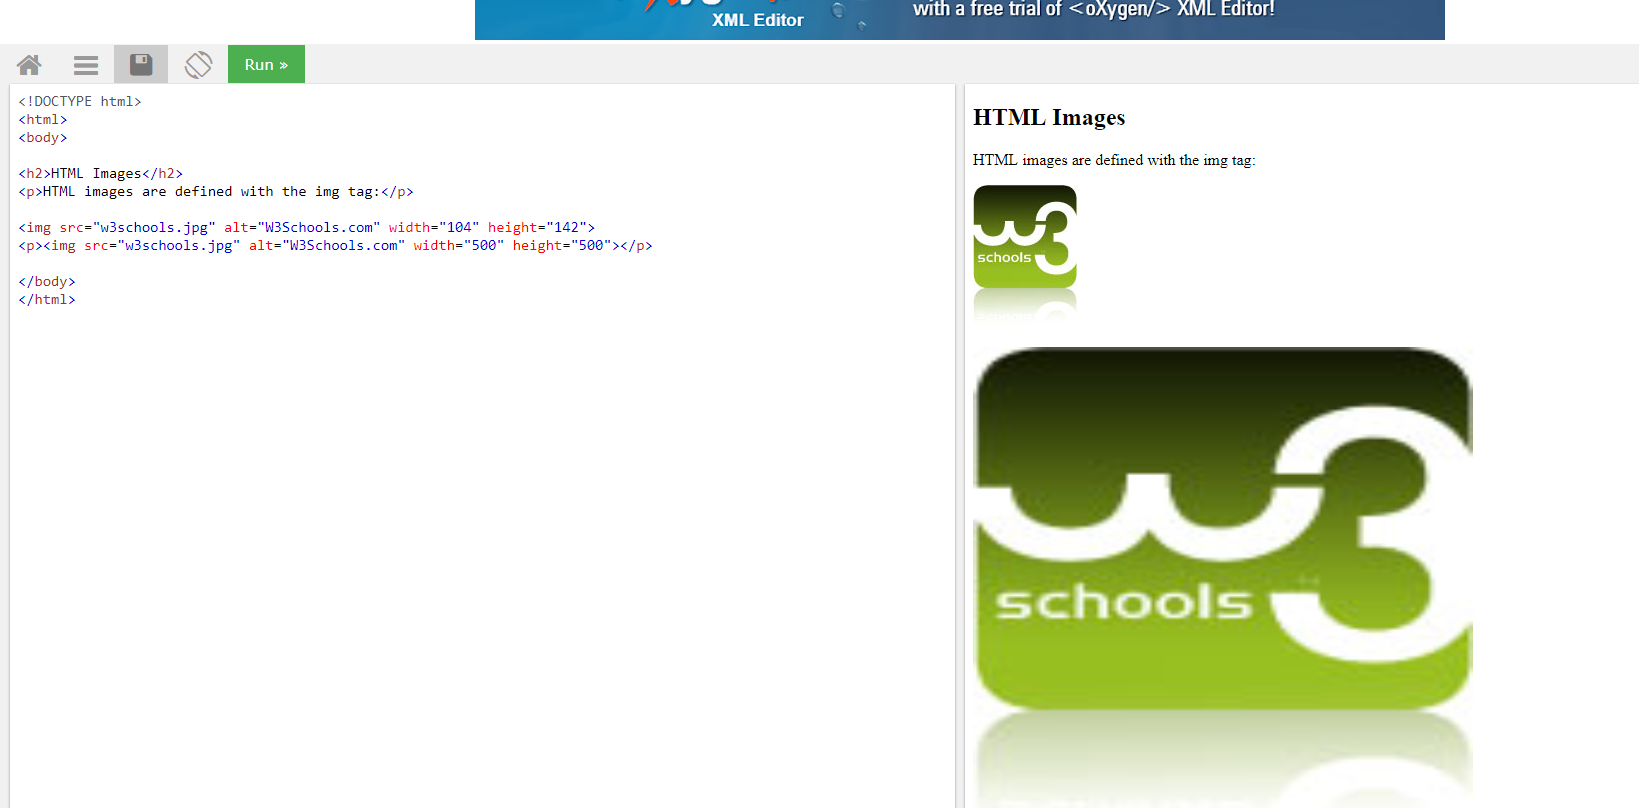 XML Editor
with a free trial of <oXygen/> XML Editor!
Run »
<!DOCTYPE html>
<html>
<body>
<h2>HTML Images</h2>
<p>HTML images are defined with the img tag:</p>
<img src="w3schools.jpg" alt="W3Schools.com" width="104" height="142">
<p><img src="w3schools.jpg" alt="W3Schools.com" width="500" height="500"></p>
</body>
</html>
HTML Images
HTML images are defined with the img tag:
w3
schools
w3
schools